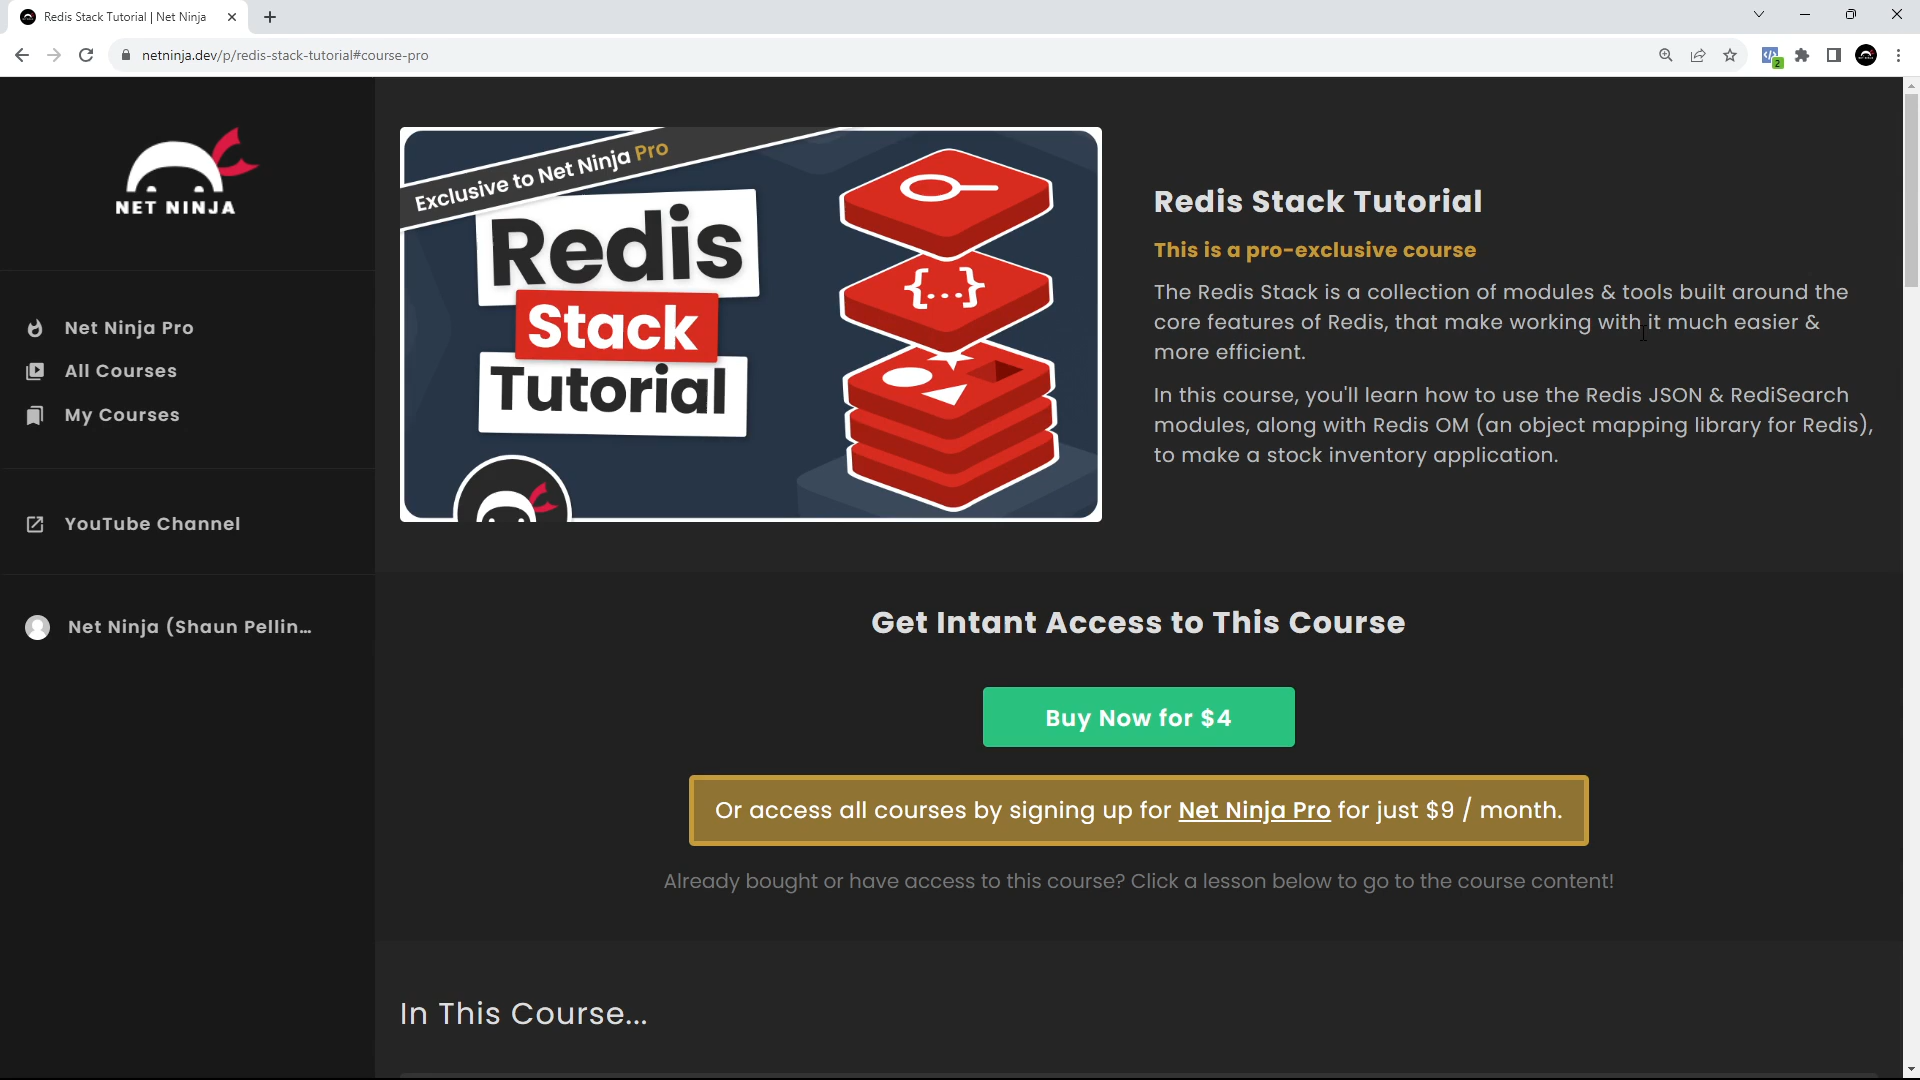 Redis Stack Tutorial | Net Ninja
netninja.dev/p/redis-stack-tutorial#course-pro
2
NET NINJA
Net Ninja Pro
All Courses
My Courses
YouTube Channel
Net Ninja (Shaun Pellin...
Exclusive to Net Ninja Pro
Redis
Stack
Tutorial
{...}
Redis Stack Tutorial
This is a pro-exclusive course
The Redis Stack is a collection of modules & tools built around the
core features of Redis, that make working with it much easier &
more efficient.
In this course, you'll learn how to use the Redis JSON & RediSearch
modules, along with Redis OM (an object mapping library for Redis),
to make a stock inventory application.
Get Intant Access to This Course
Buy Now for $4
Or access all courses by signing up for Net Ninja Pro for just $9 / month.
Already bought or have access to this course? Click a lesson below to go to the course content!
In This Course...